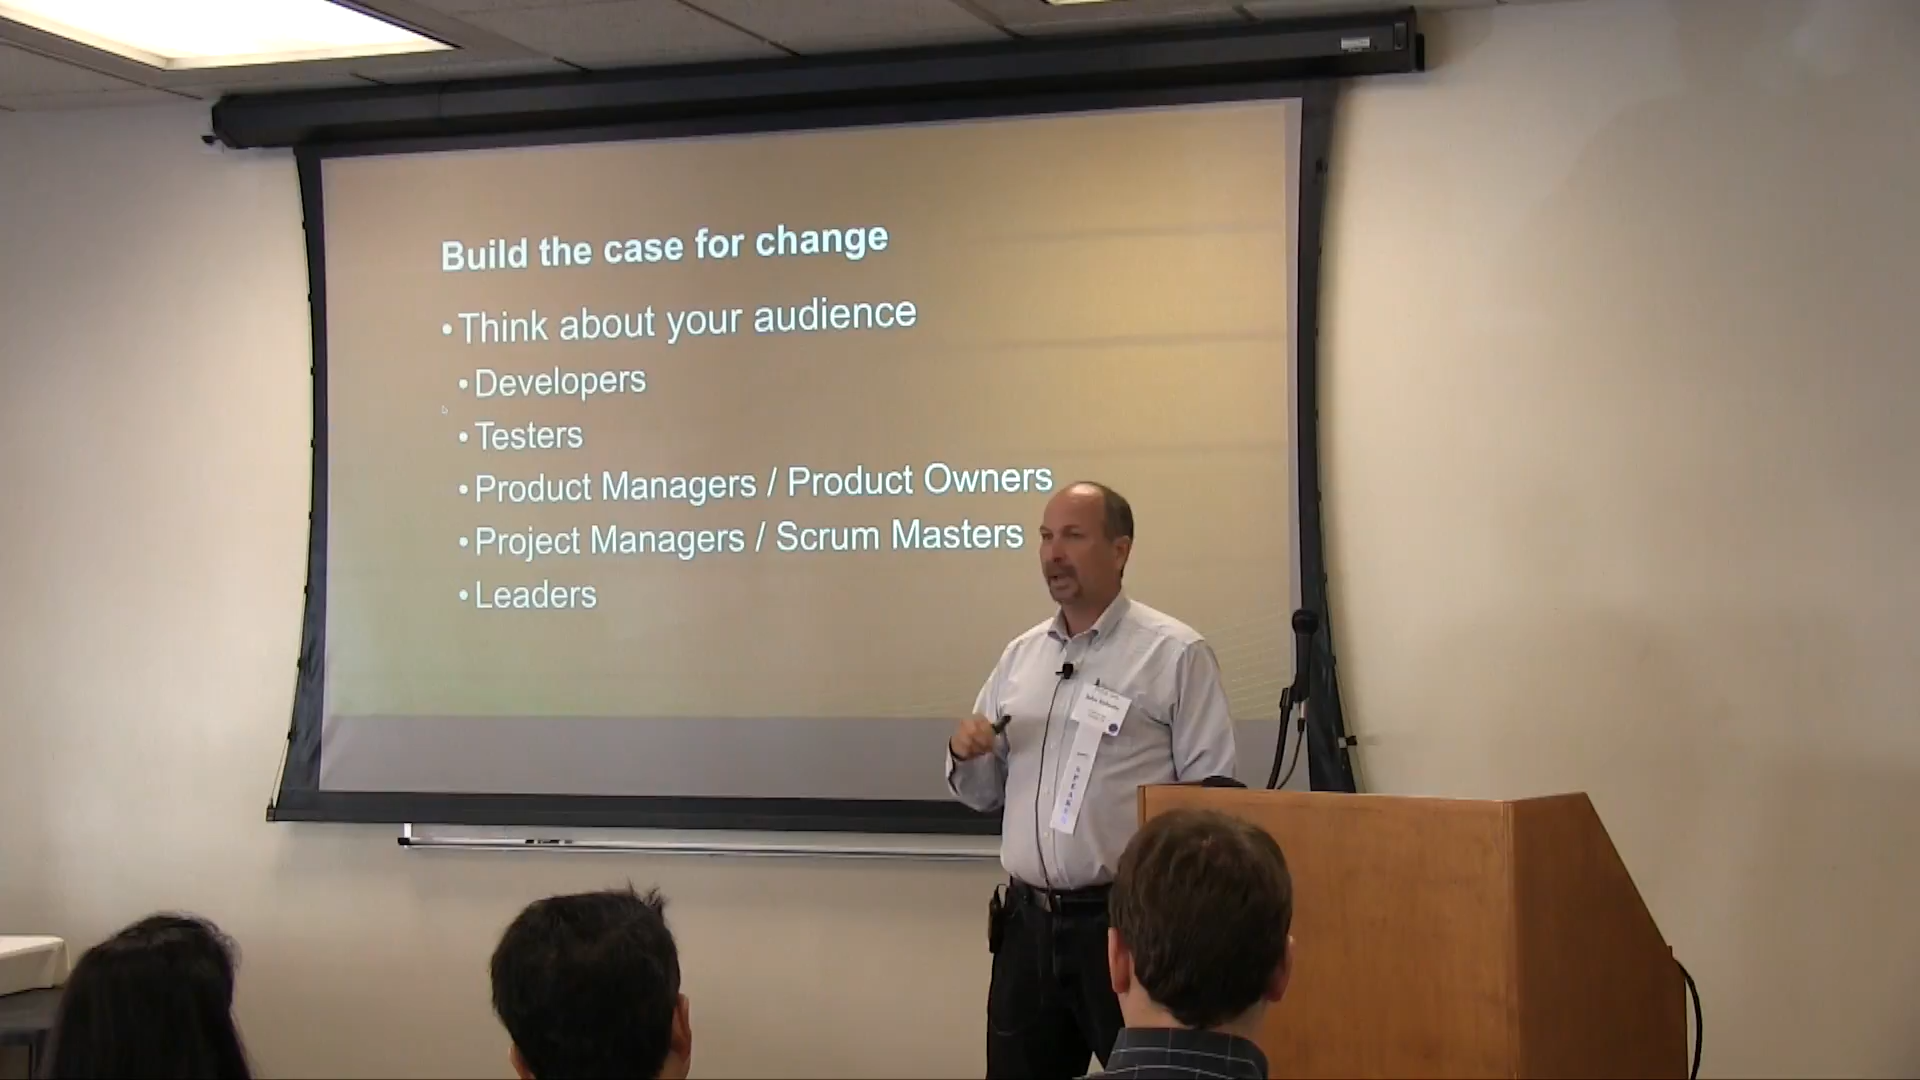 Build the case for change
• Think about your audience
• Developers
• Testers
• Product Managers / Product Owners
• Project Managers / Scrum Masters
• Leaders
SPEAKER